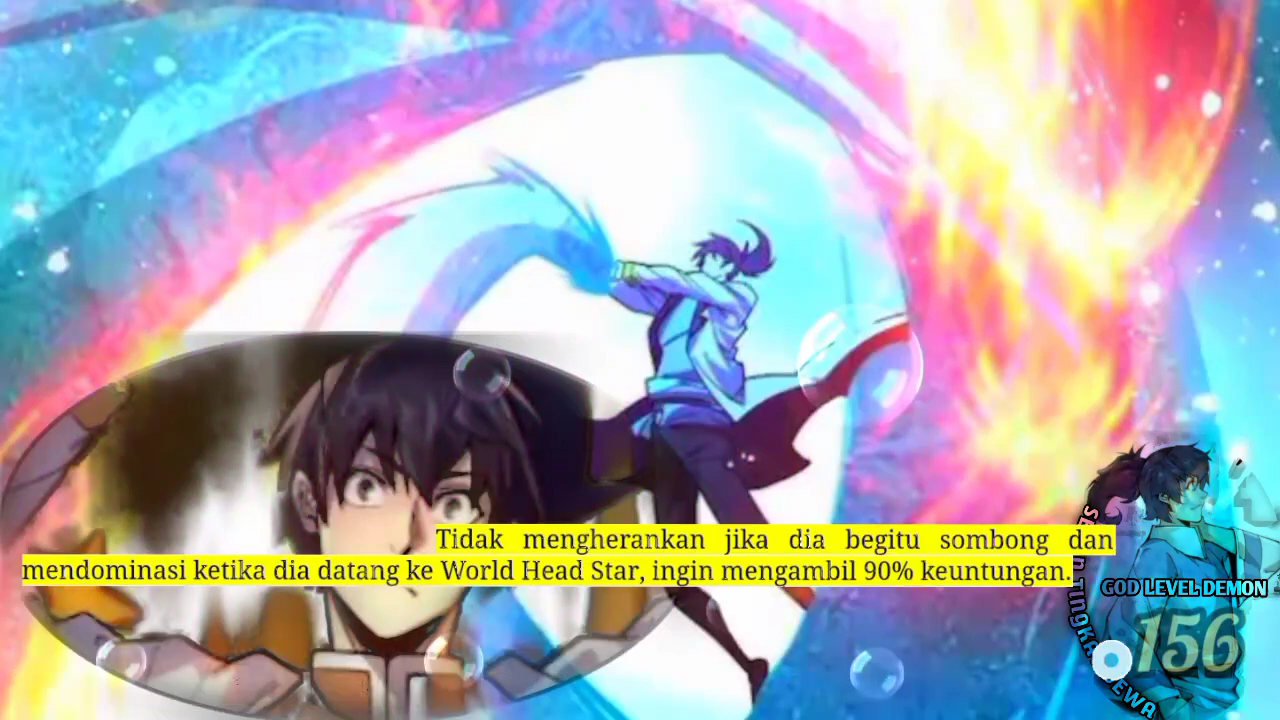 Tidak mengherankan jika dia begitu sombong dan
mendominasi ketika dia datang ke World Head Star, ingin mengambil 90% keuntungan.
GOD LEVEL DEMON
156